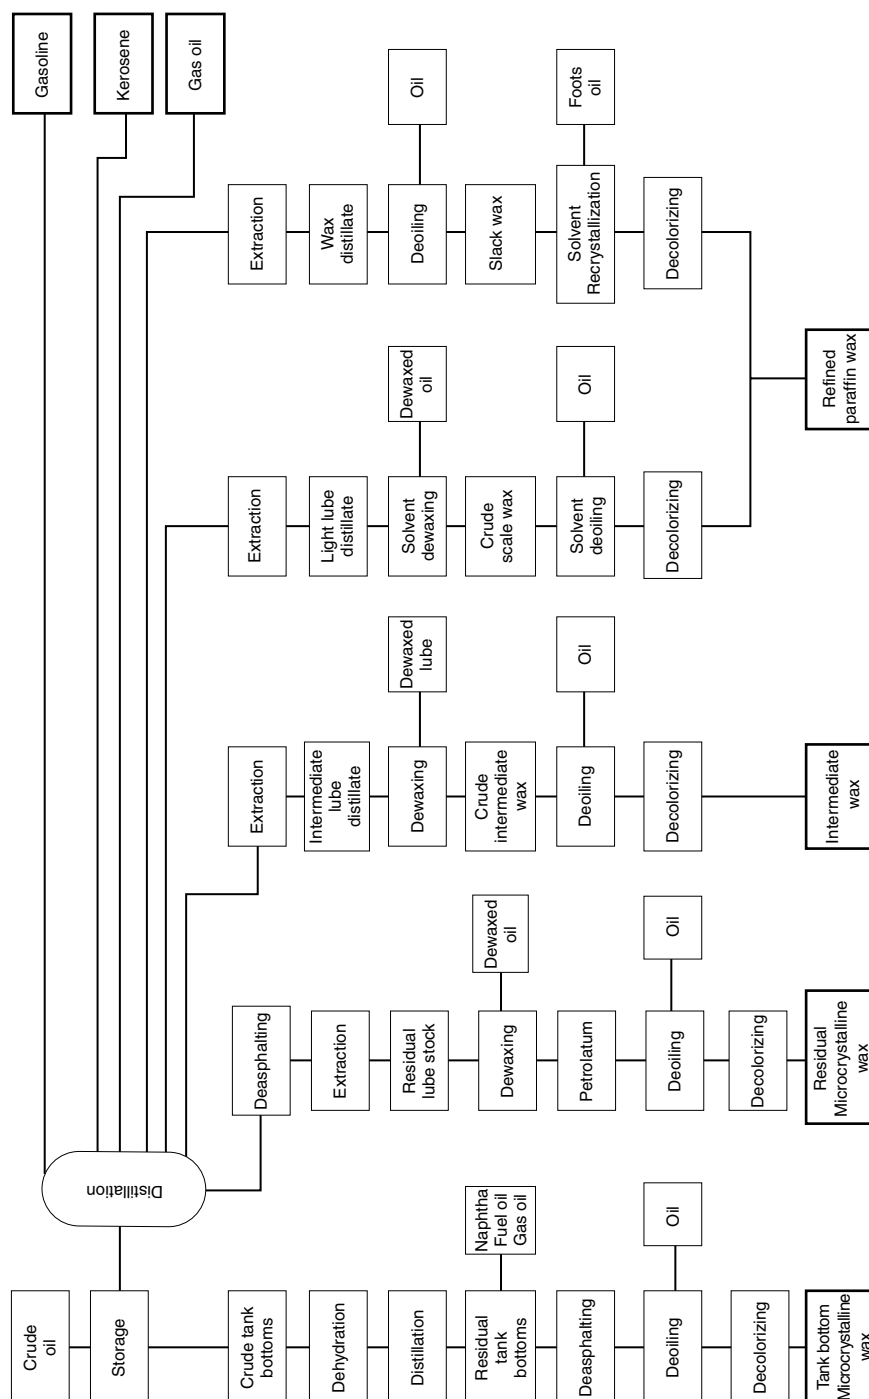 Crude
oil
Storage
Distillation
Gasoline
Kerosene
Gas oil
Crude tank
bottoms
Dehydration
Distillation
Residual
tank
bottoms
Naphtha
Fuel oil
Gas oil
Deasphalting
Deoiling
Oil
Decolorizing
Tank bottom
Microcrystalline
wax
Deasphalting
Extraction
Residual
lube stock
Dewaxing
Dewaxed
oil
Petrolatum
Deoiling
Oil
Decolorizing
Residual
Microcrystalline
wax
Extraction
Intermediate
lube
distillate
Dewaxing
Dewaxed
lube
Crude
intermediate
wax
Deoiling
Oil
Decolorizing
Intermediate
wax
Extraction
Light lube
distillate
Solvent
dewaxing
Dewaxed
oil
Crude
scale wax
Solvent
deoiling
Oil
Decolorizing
Extraction
Wax
distillate
Deoiling
Oil
Slack wax
Solvent
Recrystallization
Foots
oil
Decolorizing
Refined
paraffin wax